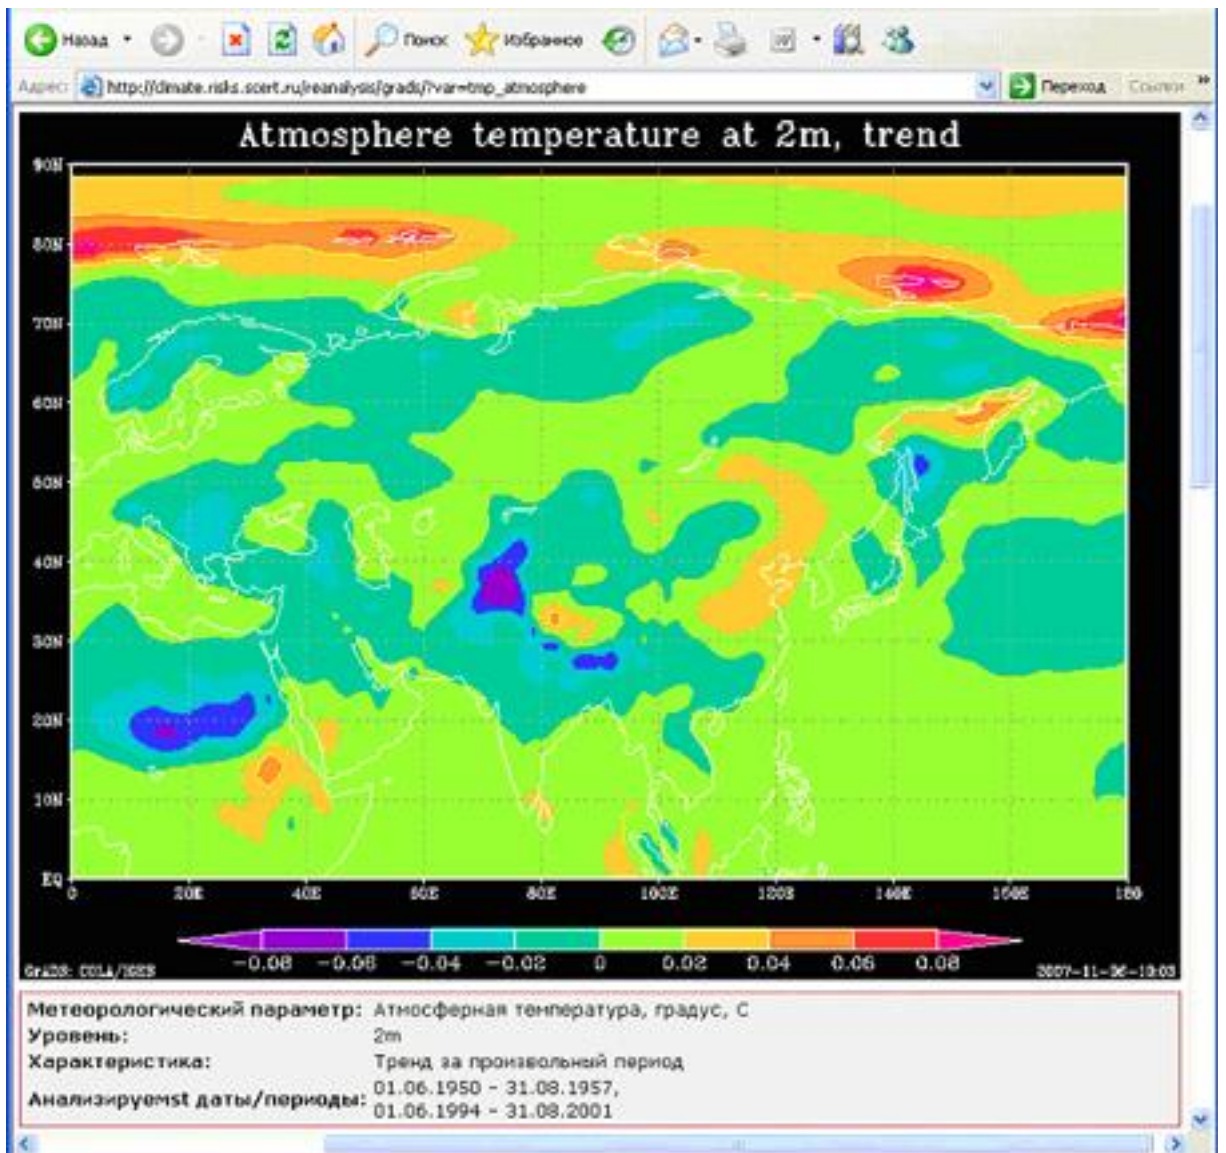 Назад
Поиск
Избранное
Адрес: http://climate.risks.scert.ru/reanalysis/grads/?var=tmp_atmosphere
Переход
Ссылки »
Atmosphere temperature at 2m, trend
90N
80N
70N
60N
50N
40N
30N
20N
10N
EQ
0 20E 40E 60E 80E 100E 120E 140E 160E 180
-0.08 -0.06 -0.04 -0.02 0 0.02 0.04 0.06 0.08
GrADS: COLA/IGES
Метеорологический параметр: Атмосферная температура, градус, С
Уровень: 2m
Характеристика: Тренд за произвольный период
Анализируемst даты/периоды: 01.06.1950 - 31.08.1957,
01.06.1994 - 31.08.2001